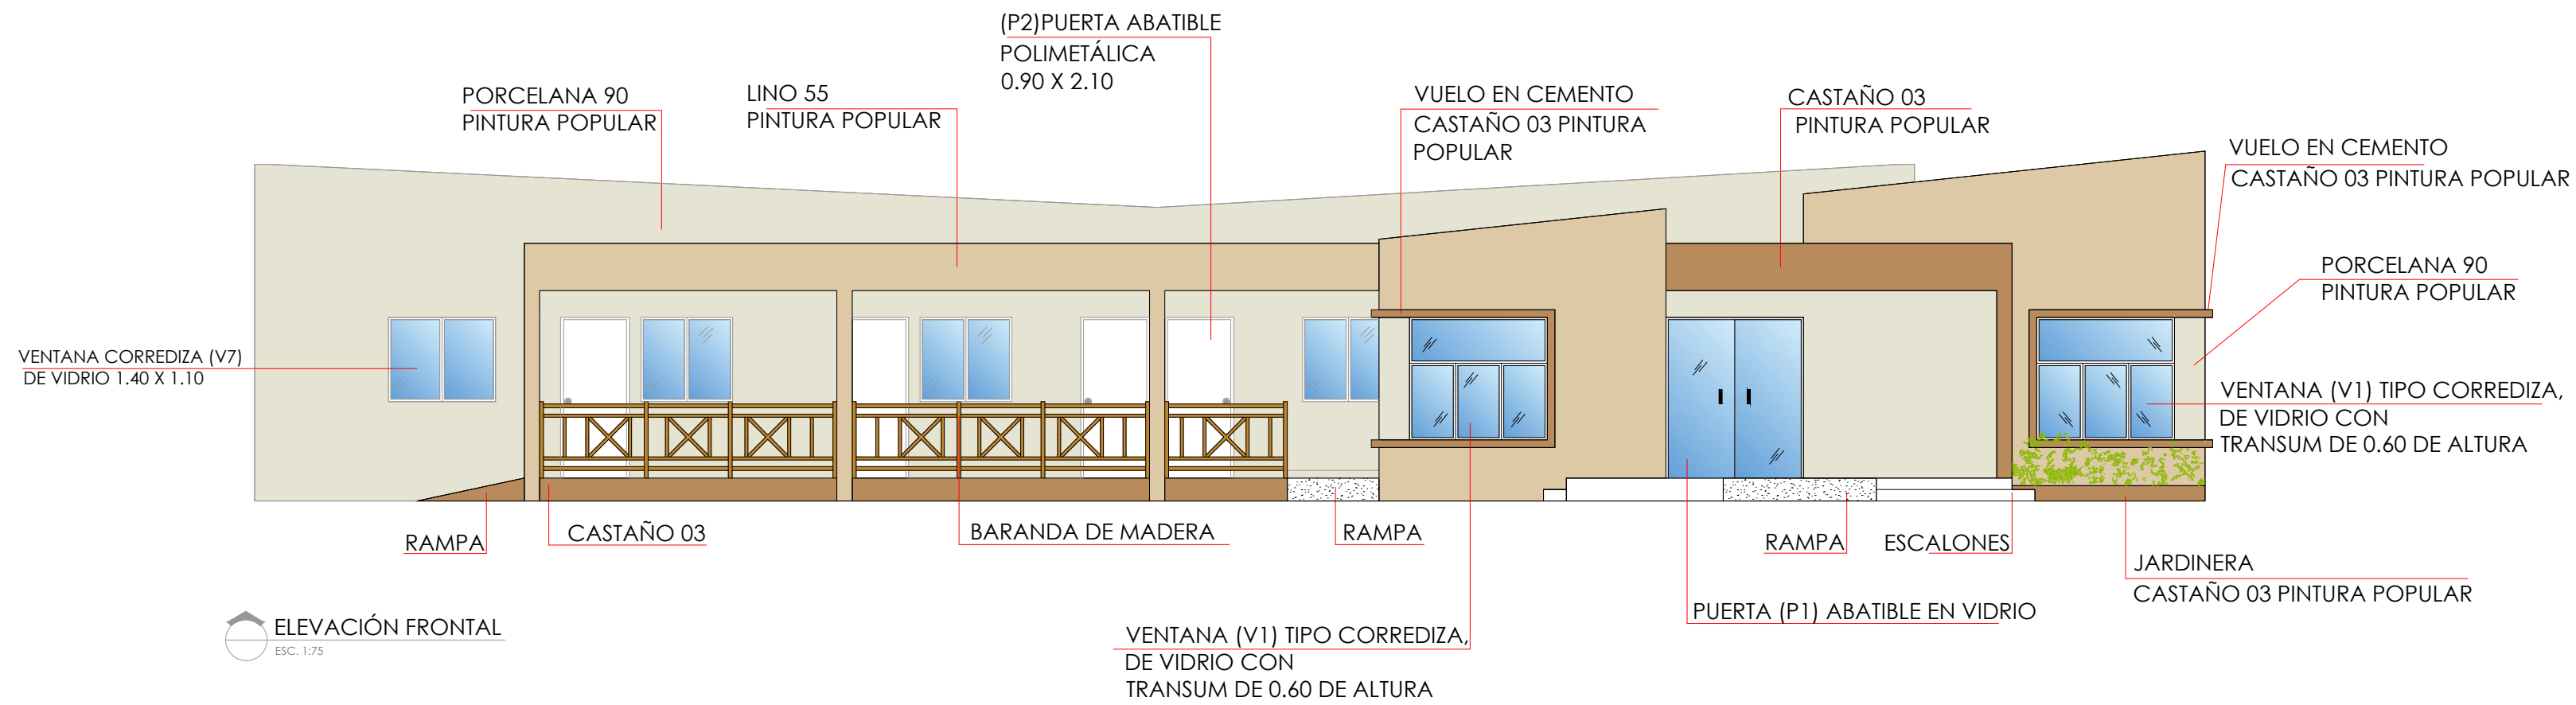 (P2)PUERTA ABATIBLE
POLIMETÁLICA
0.90 X 2.10
PORCELANA 90
PINTURA POPULAR
LINO 55
PINTURA POPULAR
VUELO EN CEMENTO
CASTAÑO 03 PINTURA
POPULAR
CASTAÑO 03
PINTURA POPULAR
VUELO EN CEMENTO
CASTAÑO 03 PINTURA POPULAR
PORCELANA 90
PINTURA POPULAR
VENTANA CORREDIZA (V7)
DE VIDRIO 1.40 X 1.10
VENTANA (V1) TIPO CORREDIZA,
DE VIDRIO CON
TRANSUM DE 0.60 DE ALTURA
RAMPA
CASTAÑO 03
BARANDA DE MADERA
RAMPA
RAMPA
ESCALONES
JARDINERA
CASTAÑO 03 PINTURA POPULAR
PUERTA (P1) ABATIBLE EN VIDRIO
VENTANA (V1) TIPO CORREDIZA,
DE VIDRIO CON
TRANSUM DE 0.60 DE ALTURA
ELEVACIÓN FRONTAL
ESC. 1:75